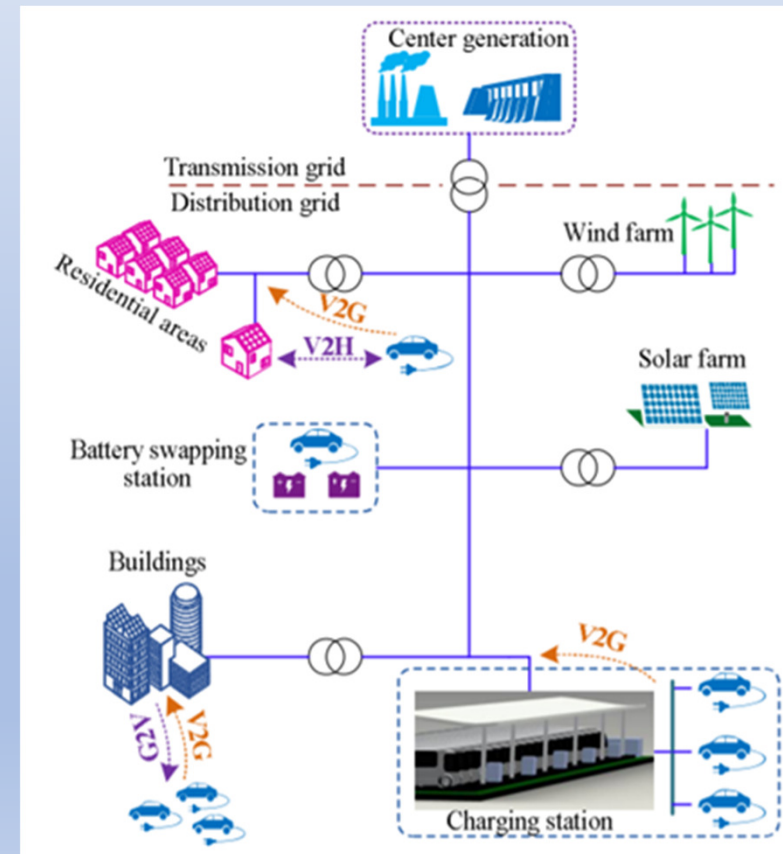 Center generation
Transmission grid
Distribution grid
Wind farm
Residential areas
V2G
V2H
Solar farm
Battery swapping
station
Buildings
V2G
G2V
V2G
Charging station